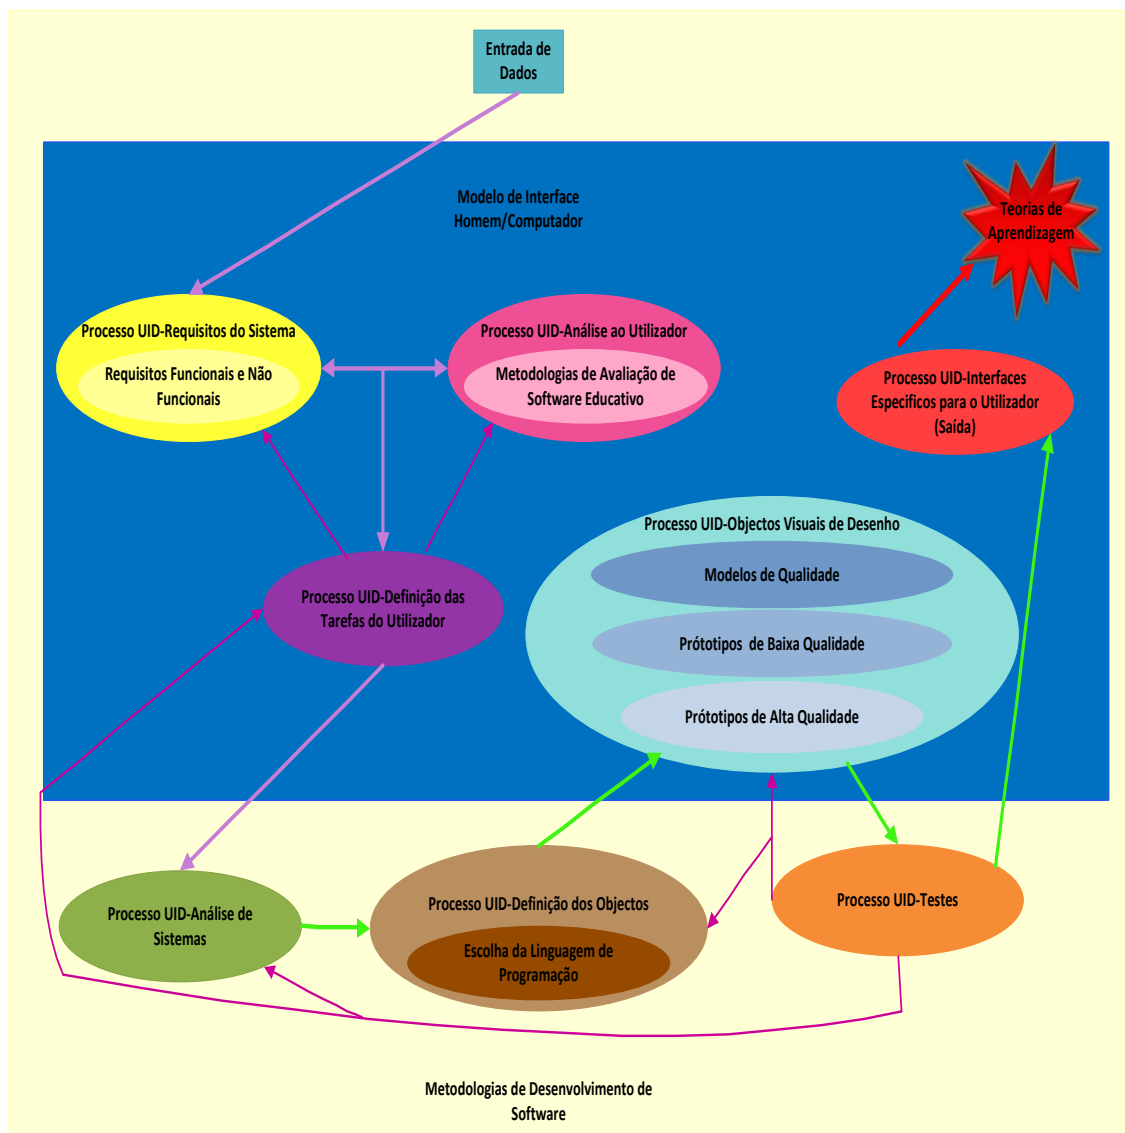 Entrada de
Dados
Modelo de Interface
Homem/Computador
Teorias de
Aprendizagem
Processo UID-Requisitos do Sistema
Requisitos Funcionais e Não
Funcionais
Processo UID-Análise ao Utilizador
Metodologias de Avaliação de
Software Educativo
Processo UID-Interfaces
Especificos para o Utilizador
(Saída)
Processo UID-Objectos Visuais de Desenho
Modelos de Qualidade
Prótotipos de Baixa Qualidade
Prótotipos de Alta Qualidade
Processo UID-Definição das
Tarefas do Utilizador
Processo UID-Análise de
Sistemas
Processo UID-Definição dos Objectos
Escolha da Linguagem de
Programação
Processo UID-Testes
Metodologias de Desenvolvimento de
Software